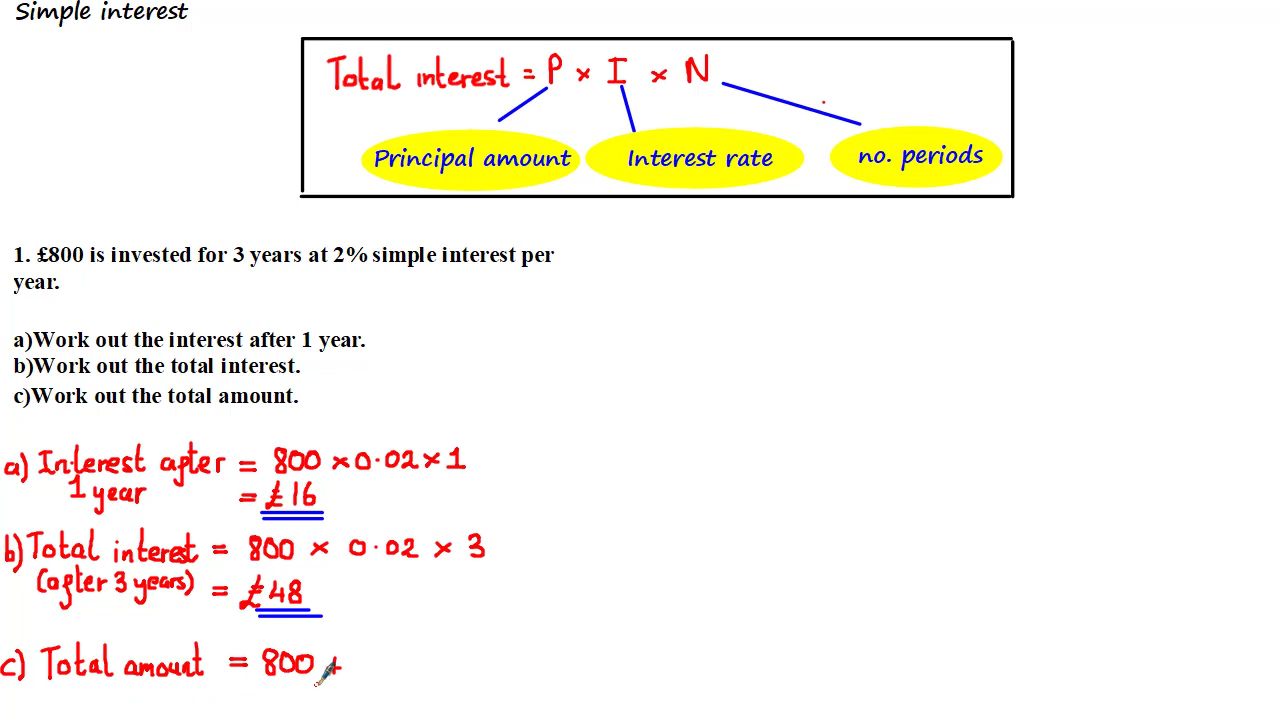 Simple interest
Total interest = P × I × N
Principal amount Interest rate no. periods
1. £800 is invested for 3 years at 2% simple interest per
year.
a)Work out the interest after 1 year.
b)Work out the total interest.
c)Work out the total amount.
a) Interest after = 800 × 0.02 × 1
1 year = £16
b) Total interest = 800 × 0.02 × 3
(after 3 years) = £48
c) Total amount = 800 +